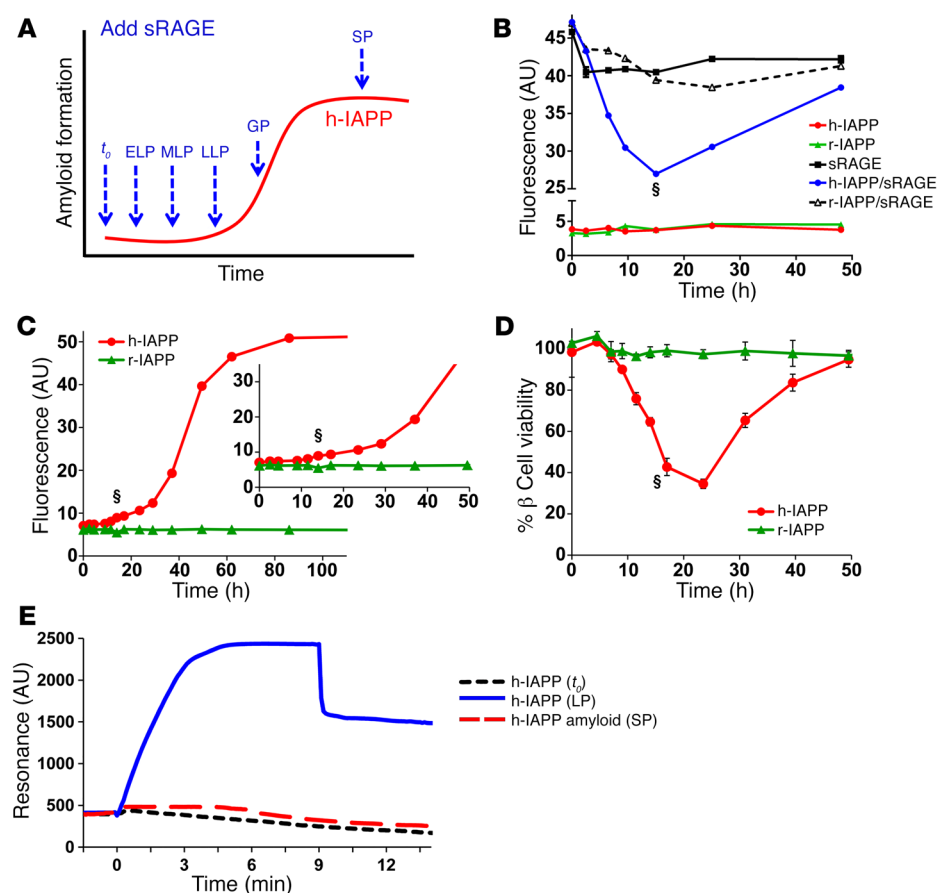 A
Add sRAGE
SP
h-IAPP
GP
t0
ELP
MLP
LLP
Amyloid formation
Time
B
45
40
35
30
25
5
0
Fluorescence (AU)
§
h-IAPP
r-IAPP
sRAGE
h-IAPP/sRAGE
r-IAPP/sRAGE
0 10 20 30 40 50
Time (h)
C
h-IAPP
r-IAPP
50
40
30
20
10
0
Fluorescence (AU)
§
0 20 40 60 80 100
Time (h)
30
20
10
0
§
0 10 20 30 40 50
D
100
80
60
40
20
0
% β Cell viability
§
h-IAPP
r-IAPP
0 10 20 30 40 50
Time (h)
E
2500
2000
1500
500
0
Resonance (AU)
0 3 6 9 12
Time (min)
h-IAPP (t0)
h-IAPP (LP)
h-IAPP amyloid (SP)